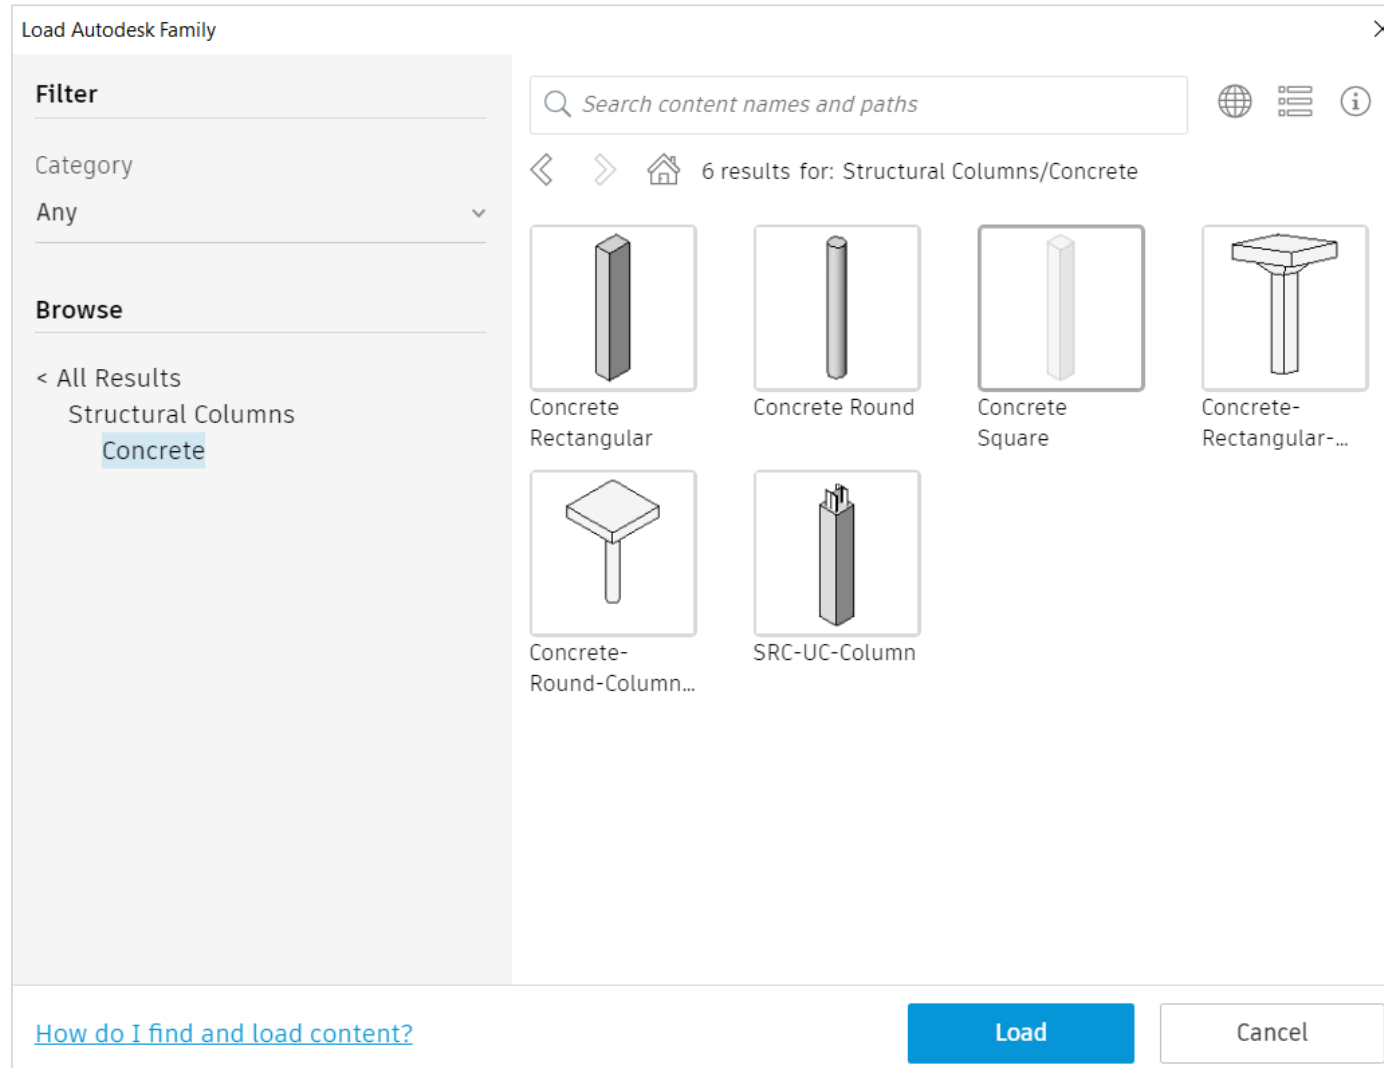 Load Autodesk Family
Filter
Category
Any
Browse
< All Results
Structural Columns
Concrete
Search content names and paths
6 results for: Structural Columns/Concrete
Concrete
Rectangular
Concrete Round
Concrete
Square
Concrete-
Rectangular-...
Concrete-
Round-Column...
SRC-UC-Column
How do I find and load content?
Load
Cancel